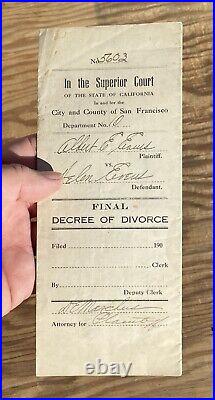 No. 5602
In the Superior Court
OF THE STATE OF CALIFORNIA
In and for the
City and County of San Francisco
Department No. 10
Albert E Evans
Plaintiff.
vs.
Helen Evans
Defendant.
FINAL
DECREE OF DIVORCE
Filed 190
Clerk
By
Deputy Clerk
Attorney for